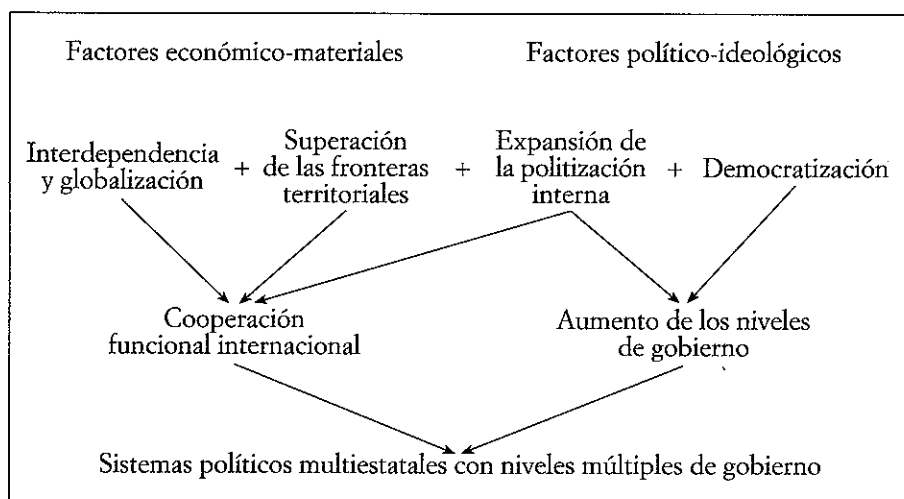 Factores económico-materiales
Factores político-ideológicos
Interdependencia
y globalización
+
Superación
de las fronteras
territoriales
+
Expansión de
la politización
interna
+
Democratización
Cooperación
funcional internacional
Aumento de los niveles
de gobierno
Sistemas políticos multiestatales con niveles múltiples de gobierno